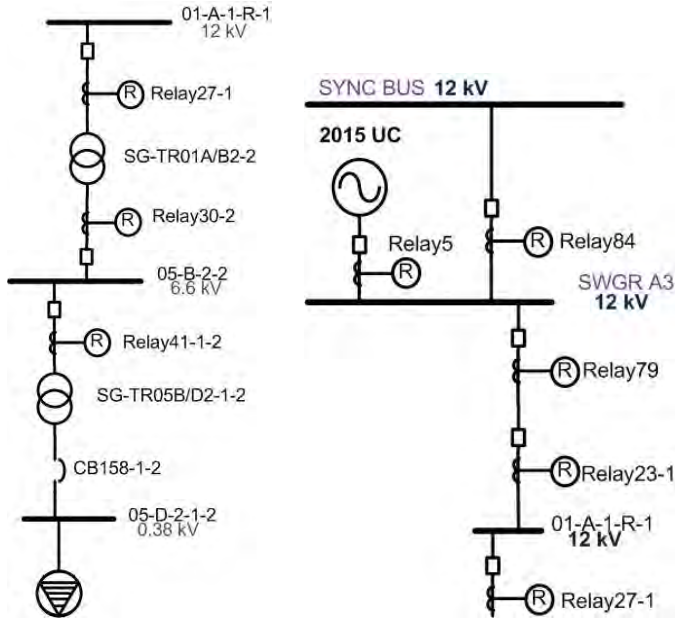 01-A-1-R-1
12 kV
R Relay27-1
SG-TR01A/B2-2
R Relay30-2
05-B-2-2
6.6 kV
R Relay41-1-2
SG-TR05B/D2-1-2
CB158-1-2
05-D-2-1-2
0.38 kV
SYNC BUS 12 kV
2015 UC
Relay5
R
R Relay84
SWGR A3
12 kV
R Relay79
R Relay23-1
01-A-1-R-1
12 kV
R Relay27-1